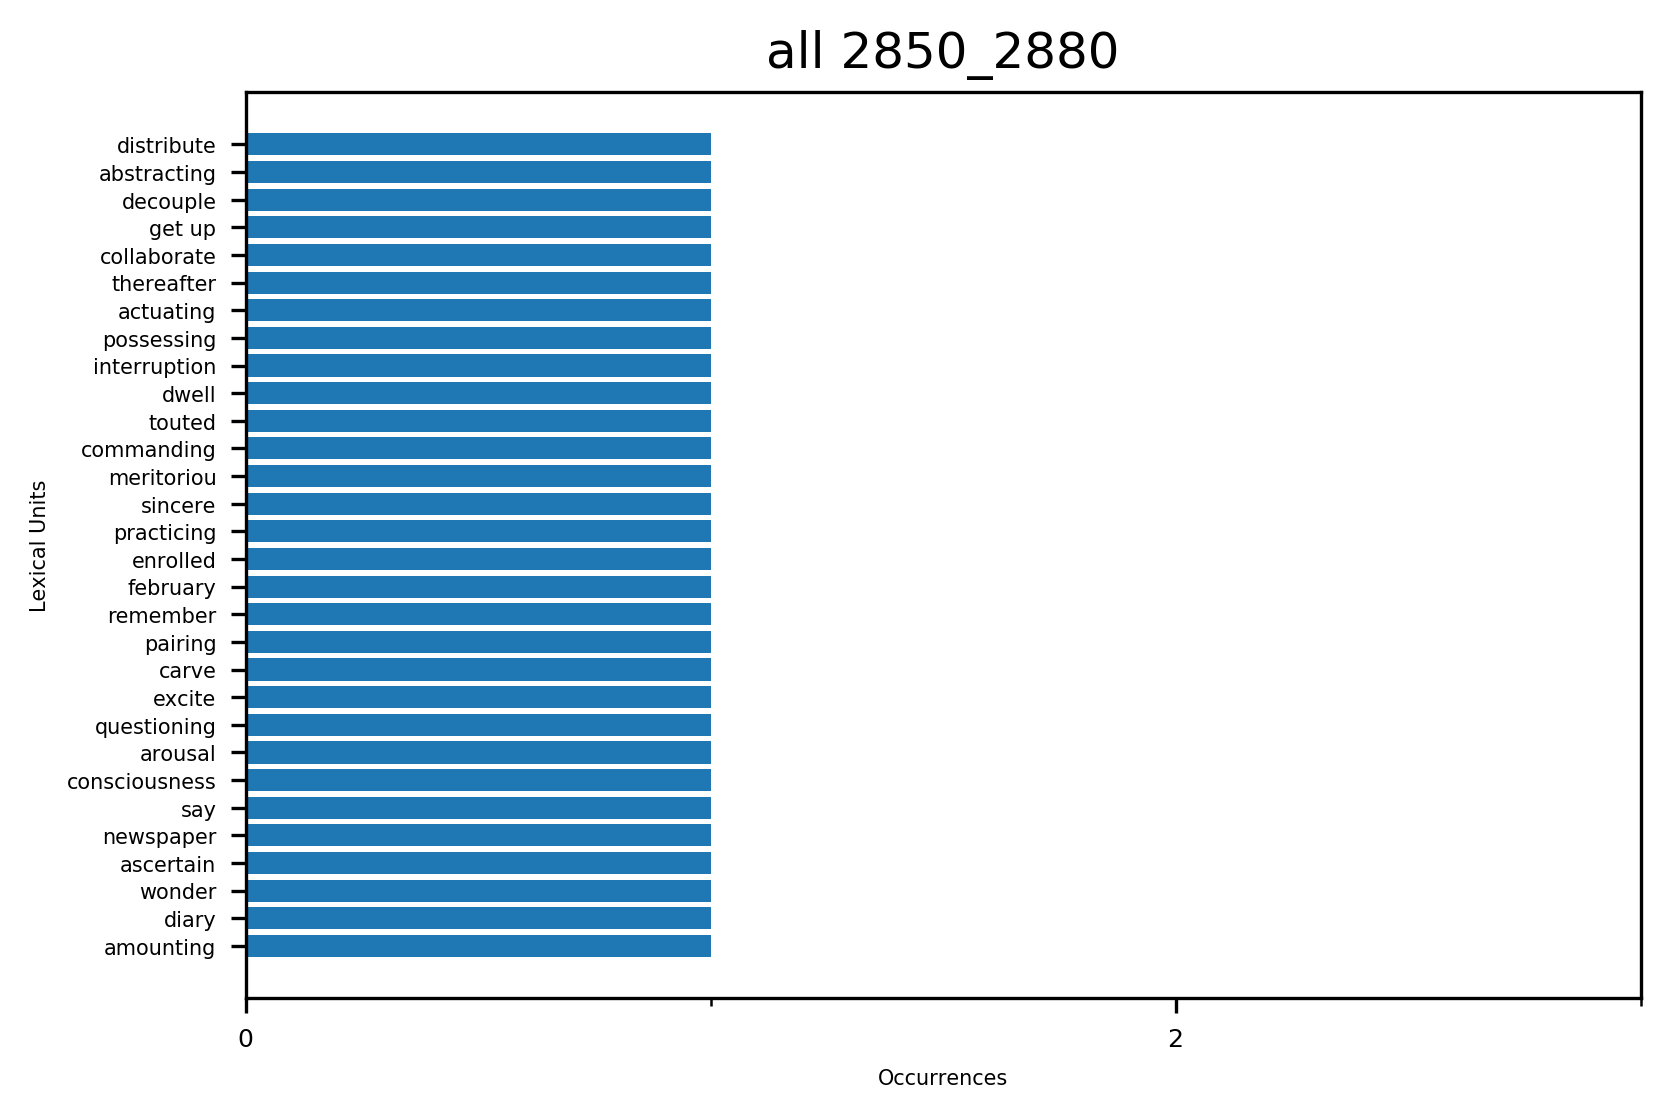 all 2850_2880
distribute
abstracting
decouple
get up
collaborate
thereafter
actuating
possessing
interruption
dwell
touted
commanding
meritoriou
sincere
practicing
enrolled
february
remember
pairing
carve
excite
questioning
arousal
consciousness
say
newspaper
ascertain
wonder
diary
amounting
Lexical Units
0 2
Occurrences